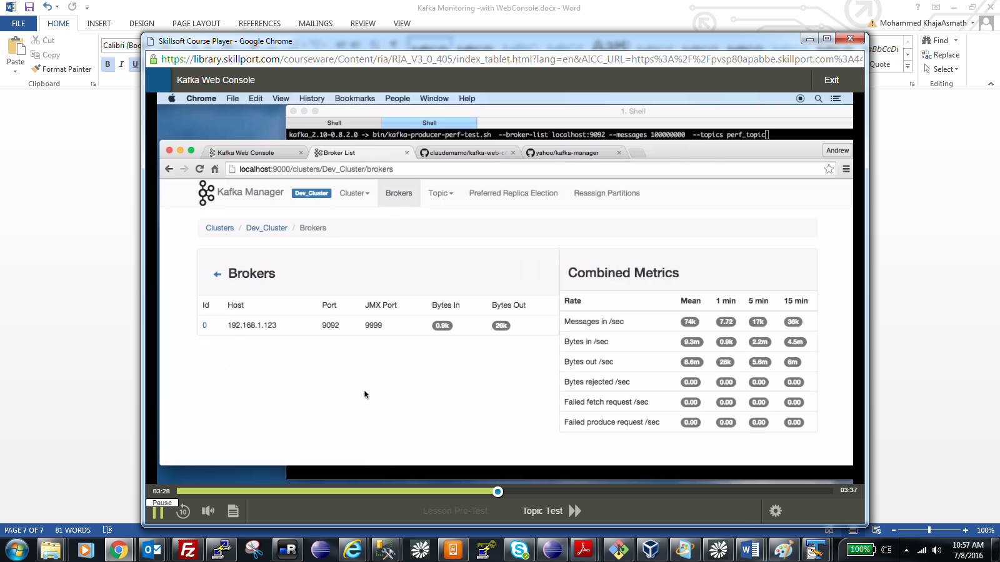 Kafka Monitoring -with WebConsole.docx - Word
FILE HOME INSERT DESIGN PAGE LAYOUT REFERENCES MAILINGS REVIEW VIEW
Mohammed KhajaAsmath
Paste
Cut
Copy
Format Painter
Clipboard
Calibri (Boc
B I U
aBbCcDc
Quote
Find
Replace
Select
Editing
Skillsoft Course Player - Google Chrome
https://library.skillport.com/courseware/Content/ria/RIA_V3_0_405/index_tablet.html?lang=en&AICC_URL=https%3A%2F%2Fpvsp80apabbe.skillport.com%3A44
Kafka Web Console
Exit
Chrome File Edit View History Bookmarks People Window Help
1. Shell
Shell Shell
kafka_2.10-0.8.2.0 -> bin/kafka-producer-perf-test.sh --broker-list localhost:9092 --messages 100000000 --topics perf_topic
Kafka Web Console
Broker List
claudemamo/kafka-web-co
yahoo/kafka-manager
Andrew
localhost:9000/clusters/Dev_Cluster/brokers
Kafka Manager Dev_Cluster Cluster Brokers Topic Preferred Replica Election Reassign Partitions
Clusters / Dev_Cluster / Brokers
Brokers
Id Host Port JMX Port Bytes In Bytes Out
0 192.168.1.123 9092 9999 0.9k 26k
Combined Metrics
Rate Mean 1 min 5 min 15 min
Messages in /sec 74k 7.72 17k 36k
Bytes in /sec 9.3m 0.9k 2.2m 4.5m
Bytes out /sec 8.6m 26k 5.6m 6m
Bytes rejected /sec 0.00 0.00 0.00 0.00
Failed fetch request /sec 0.00 0.00 0.00 0.00
Failed produce request /sec 0.00 0.00 0.00 0.00
03:28
03:37
Pause
10
Lesson Pre-Test
Topic Test
PAGE 7 OF 7 81 WORDS
100%
100%
10:57 AM
7/8/2016